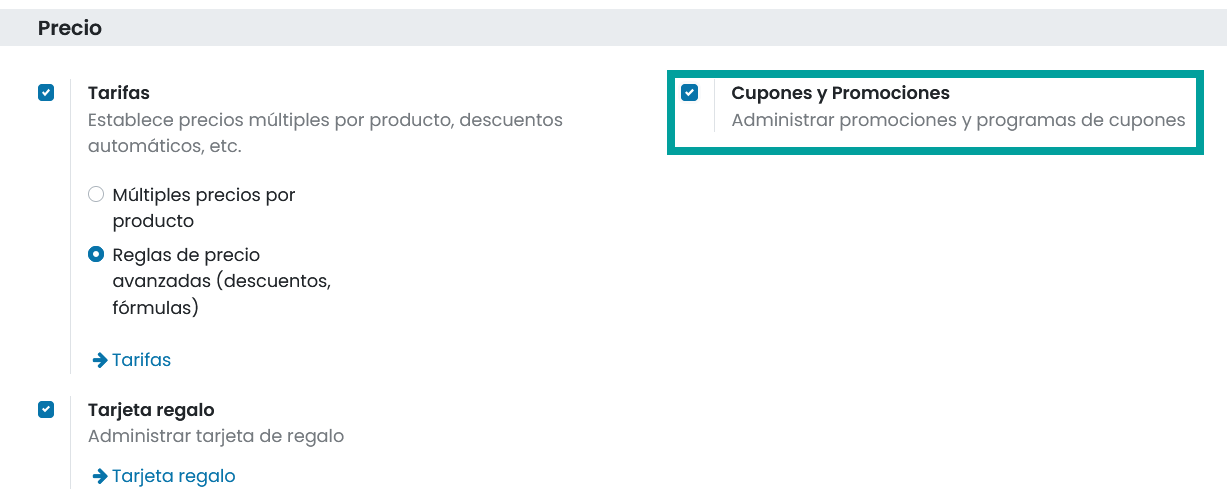 Precio
Tarifas
Establece precios múltiples por producto, descuentos
automáticos, etc.
Múltiples precios por
producto
Reglas de precio
avanzadas (descuentos,
fórmulas)
Tarifas
Cupones y Promociones
Administrar promociones y programas de cupones
Tarjeta regalo
Administrar tarjeta de regalo
Tarjeta regalo